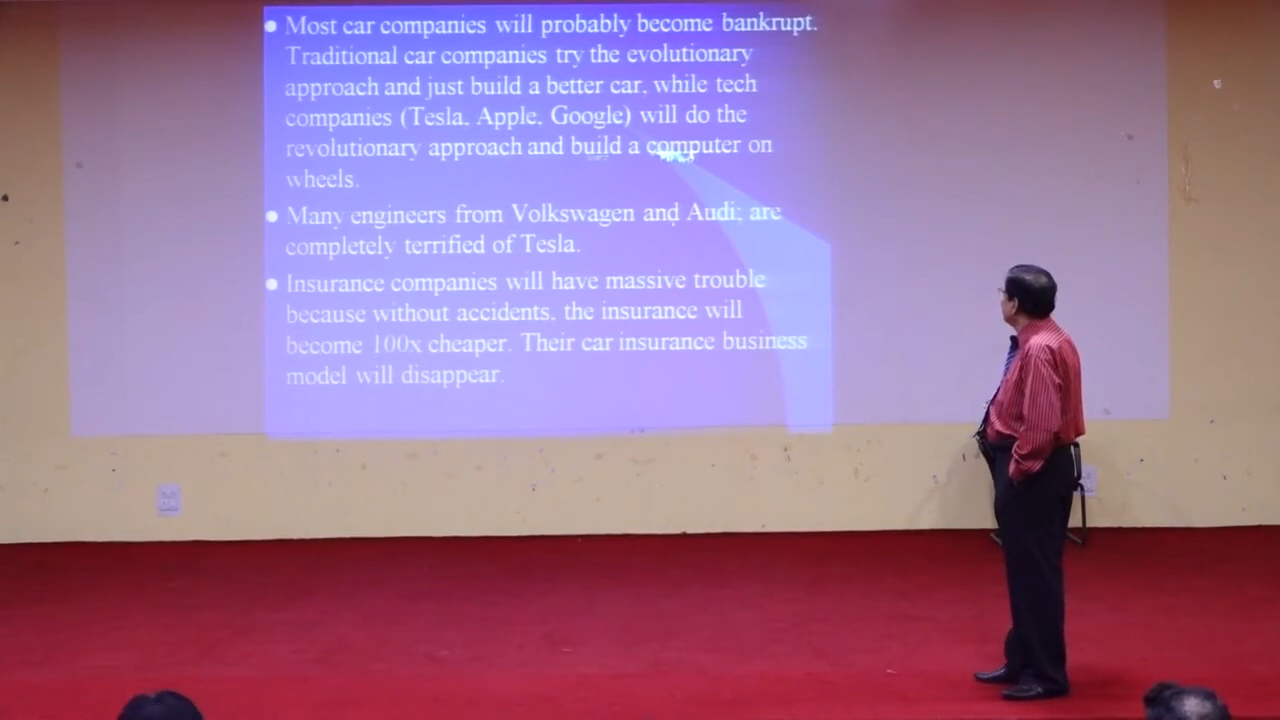 Most car companies will probably become bankrupt.
Traditional car companies try the evolutionary
approach and just build a better car, while tech
companies (Tesla, Apple, Google) will do the
revolutionary approach and build a computer on
wheels.
Many engineers from Volkswagen and Audi; are
completely terrified of Tesla.
Insurance companies will have massive trouble
because without accidents, the insurance will
become 100x cheaper. Their car insurance business
model will disappear.